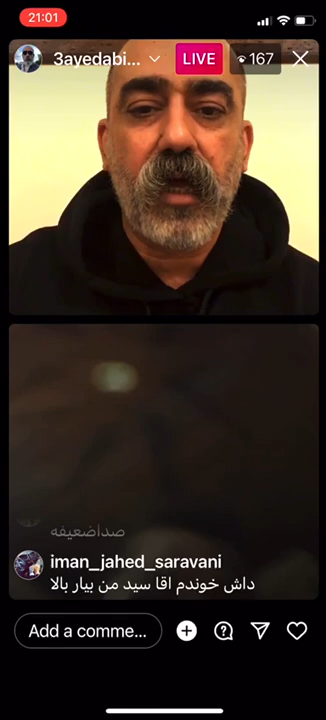 21:01
3ayedabi...
LIVE
167
صداضعیفه
iman_jahed_saravani
داش خوندم اقا سید من بیار بالا
Add a comme...